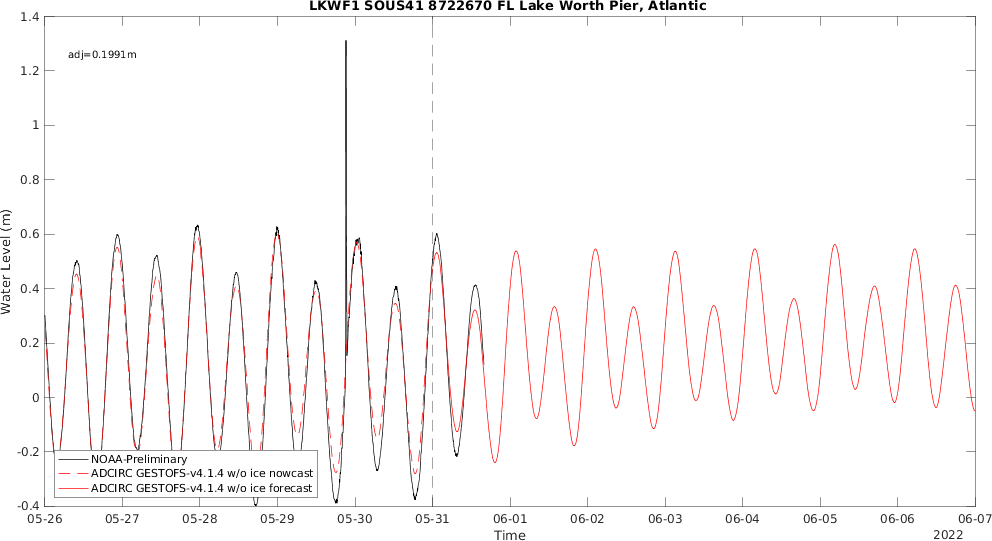 LKWF1 SOUS41 8722670 FL Lake Worth Pier, Atlantic
adj=0.1991m
1.4
1.2
1
0.8
0.6
0.4
0.2
0
-0.2
-0.4
Water Level (m)
NOAA-Preliminary
ADCIRC GESTOFS-v4.1.4 w/o ice nowcast
ADCIRC GESTOFS-v4.1.4 w/o ice forecast
05-26 05-27 05-28 05-29 05-30 05-31 06-01 06-02 06-03 06-04 06-05 06-06 06-07
Time
2022